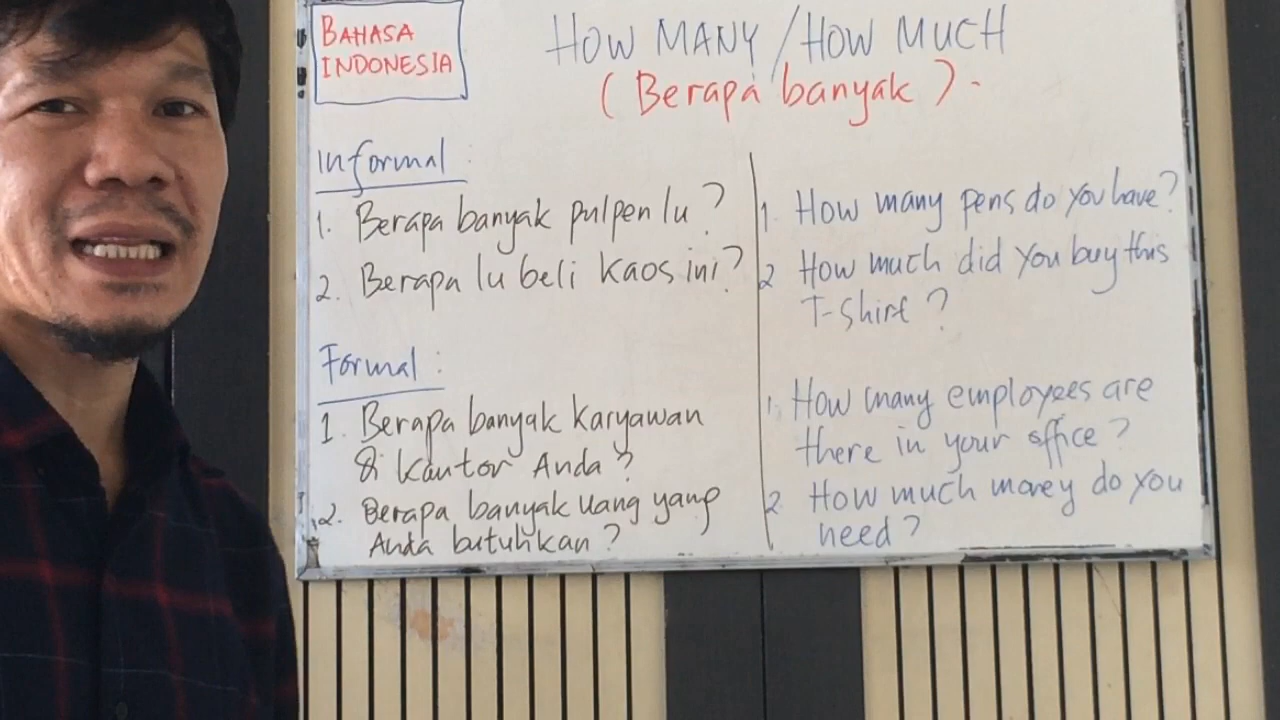 BAHASA
INDONESIA
HOW MANY / HOW MUCH
(Berapa banyak).
Informal :
1. Berapa banyak pulpen lu?
2. Berapa lu beli kaos ini?
1. How many pens do you have?
2 How much did you buy this
T-Shirt?
Formal :
1. Berapa banyak karyawan
di kantor Anda?
2. Berapa banyak uang yang
Anda butuhkan?
1. How many employees are
there in your office?
2. How much money do you
need?